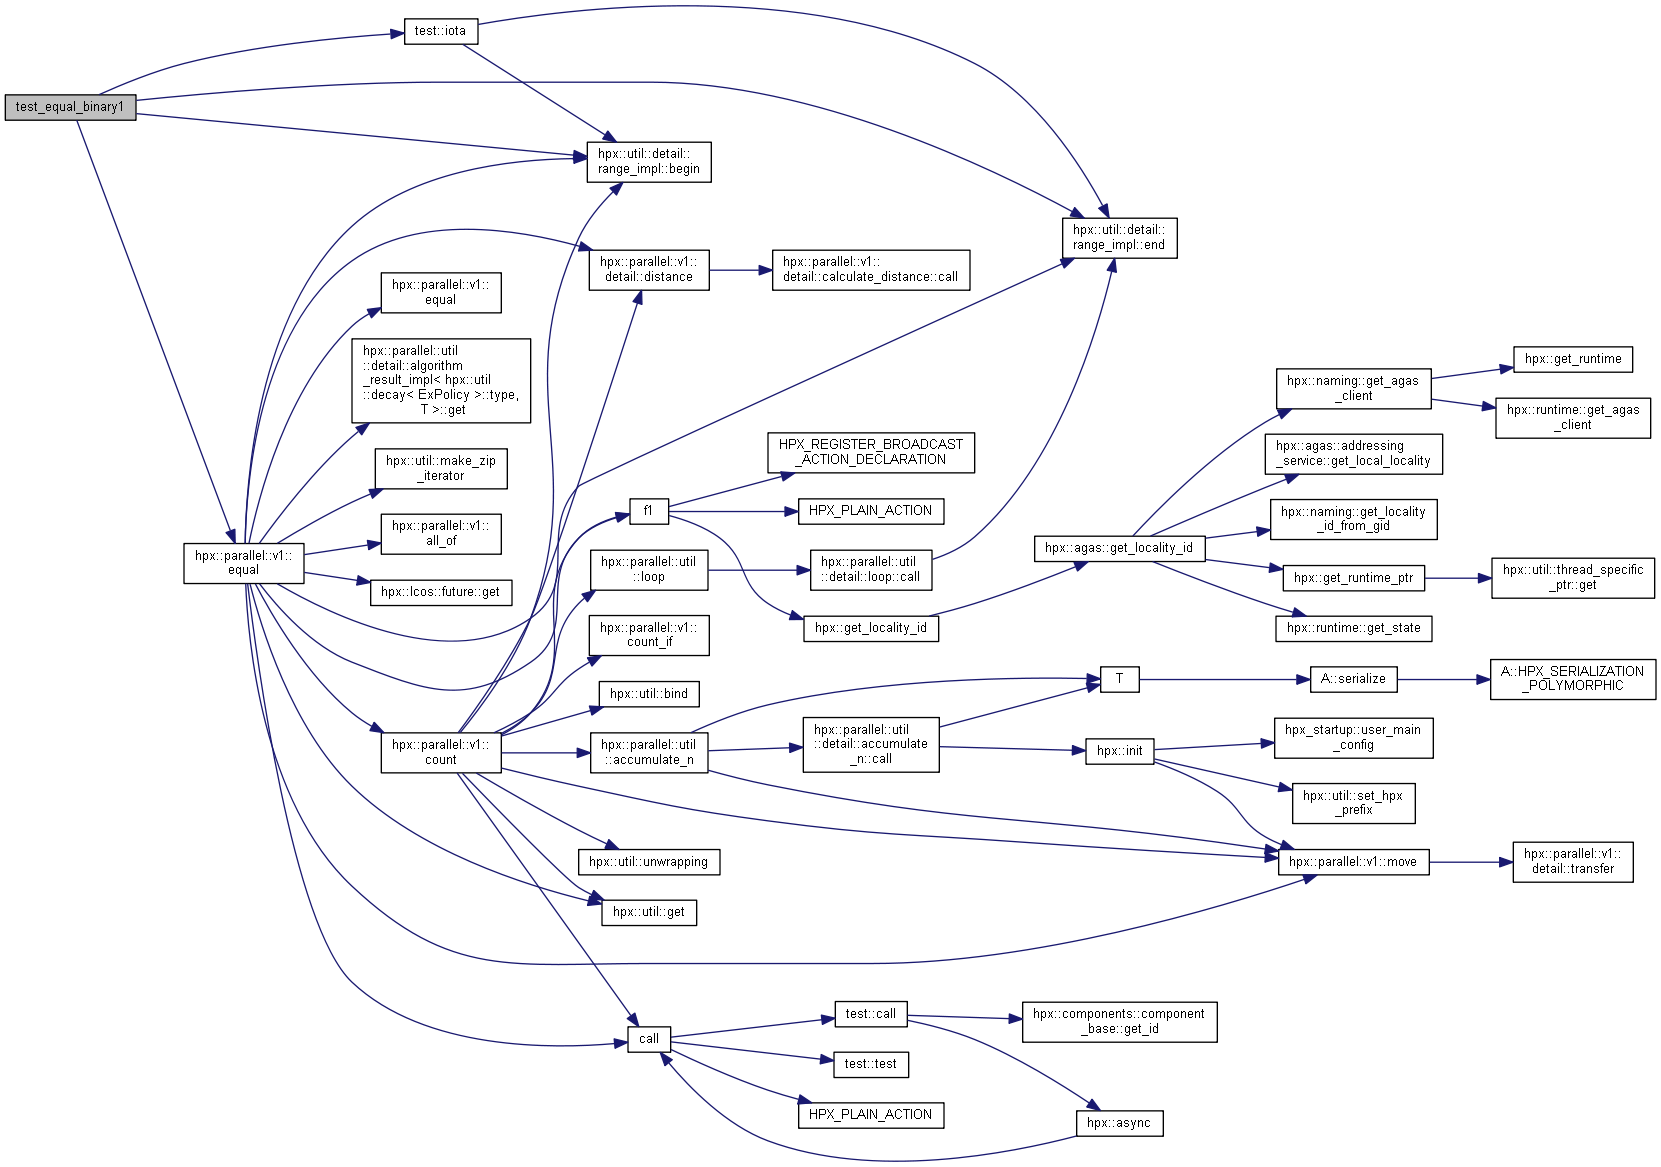 test::iota
test_equal_binary1
hpx::util::detail::
range_impl::begin
hpx::util::detail::
range_impl::end
hpx::parallel::v1::
detail::distance
hpx::parallel::v1::
detail::calculate_distance::call
hpx::parallel::v1::
equal
hpx::parallel::util
::detail::algorithm
_result_impl< hpx::util
::decay< ExPolicy >::type,
T >::get
hpx::get_runtime
hpx::naming::get_agas
_client
hpx::runtime::get_agas
_client
HPX_REGISTER_BROADCAST
_ACTION_DECLARATION
hpx::agas::addressing
_service::get_local_locality
hpx::util::make_zip
_iterator
f1
HPX_PLAIN_ACTION
hpx::naming::get_locality
_id_from_gid
hpx::parallel::v1::
all_of
hpx::agas::get_locality_id
hpx::parallel::v1::
equal
hpx::parallel::util
::loop
hpx::parallel::util
::detail::loop::call
hpx::get_runtime_ptr
hpx::util::thread_specific
_ptr::get
hpx::lcos::future::get
hpx::get_locality_id
hpx::runtime::get_state
hpx::parallel::v1::
count_if
T
A::serialize
A::HPX_SERIALIZATION
_POLYMORPHIC
hpx::util::bind
hpx::parallel::v1::
count
hpx::parallel::util
::accumulate_n
hpx::parallel::util
::detail::accumulate
_n::call
hpx::init
hpx_startup::user_main
_config
hpx::util::set_hpx
_prefix
hpx::util::unwrapping
hpx::parallel::v1::move
hpx::parallel::v1::
detail::transfer
hpx::util::get
call
test::call
hpx::components::component
_base::get_id
test::test
HPX_PLAIN_ACTION
hpx::async